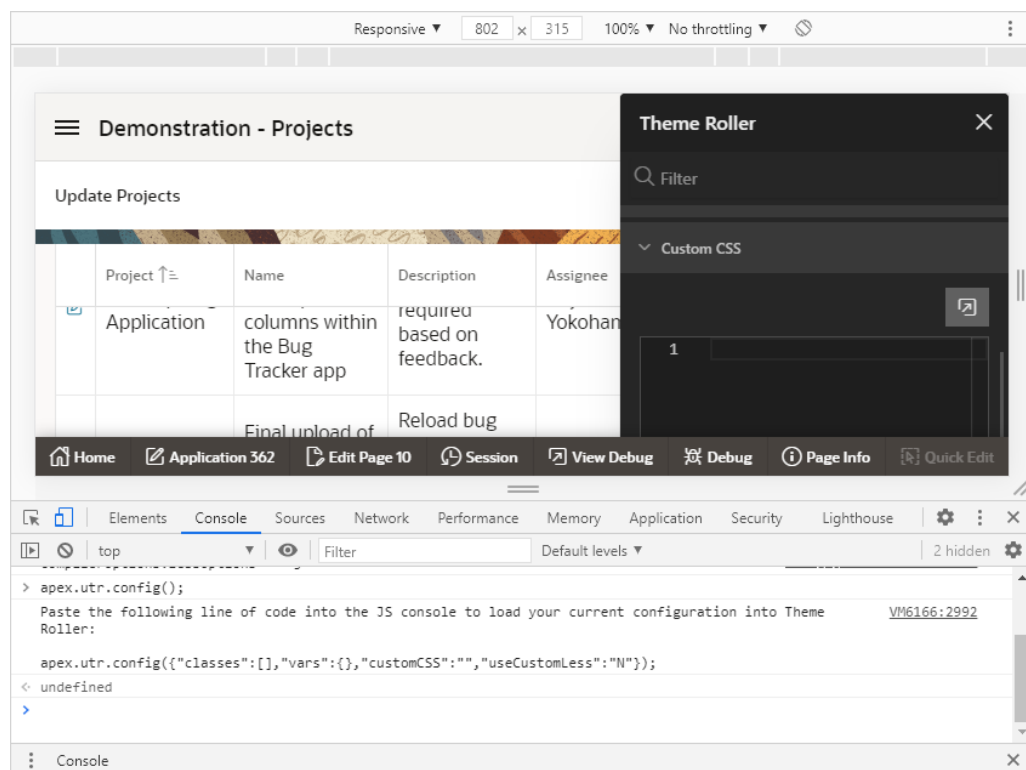 Responsive ▼ 802 × 315 100% ▼ No throttling ▼
Demonstration - Projects
Theme Roller
Filter
Update Projects
Custom CSS
Project Name Description Assignee
Application
columns within
the Bug
Tracker app
required
based on
feedback.
Yokoham
1
Final upload of
Reload bug
Home Application 362 Edit Page 10 Session View Debug Debug Page Info Quick Edit
Elements Console Sources Network Performance Memory Application Security Lighthouse
top ▼ Filter Default levels ▼ 2 hidden
> apex.utr.config();
Paste the following line of code into the JS console to load your current configuration into Theme VM6166:2992
Roller:
apex.utr.config({"classes":[],"vars":{},"customCSS":"","useCustomLess":"N"});
undefined
>
Console